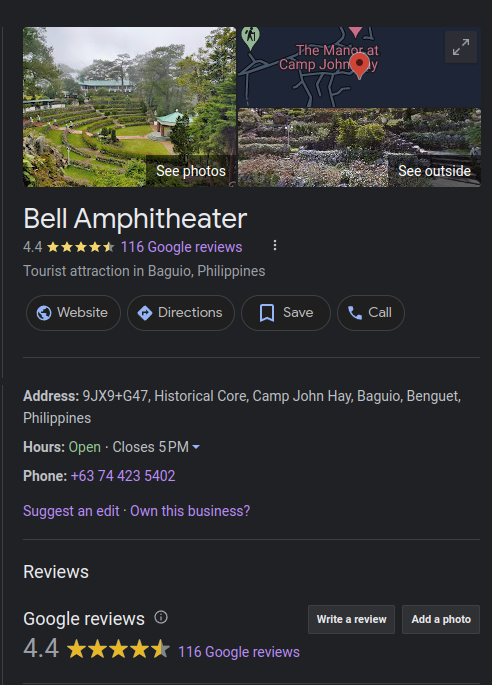 The Manor at
Camp John Hay
See photos
See outside
Bell Amphitheater
4.4 116 Google reviews
Tourist attraction in Baguio, Philippines
Website Directions Save Call
Address: 9JX9+G47, Historical Core, Camp John Hay, Baguio, Benguet,
Philippines
Hours: Open · Closes 5 PM
Phone: +63 74 423 5402
Suggest an edit · Own this business?
Reviews
Google reviews
Write a review Add a photo
4.4 116 Google reviews